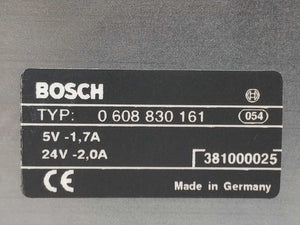 BOSCH
TYP: 0 608 830 161 054
5V -1,7A
24V -2,0A
381000025
CE Made in Germany